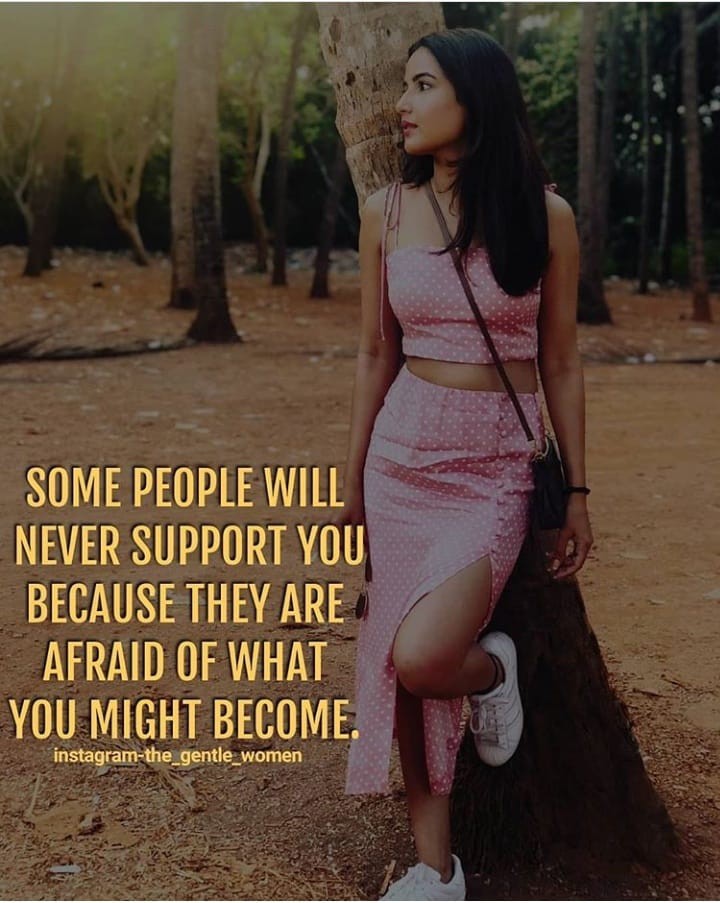 SOME PEOPLE WILL
NEVER SUPPORT YOU
BECAUSE THEY ARE
AFRAID OF WHAT
YOU MIGHT BECOME.
instagram-the_gentle_women